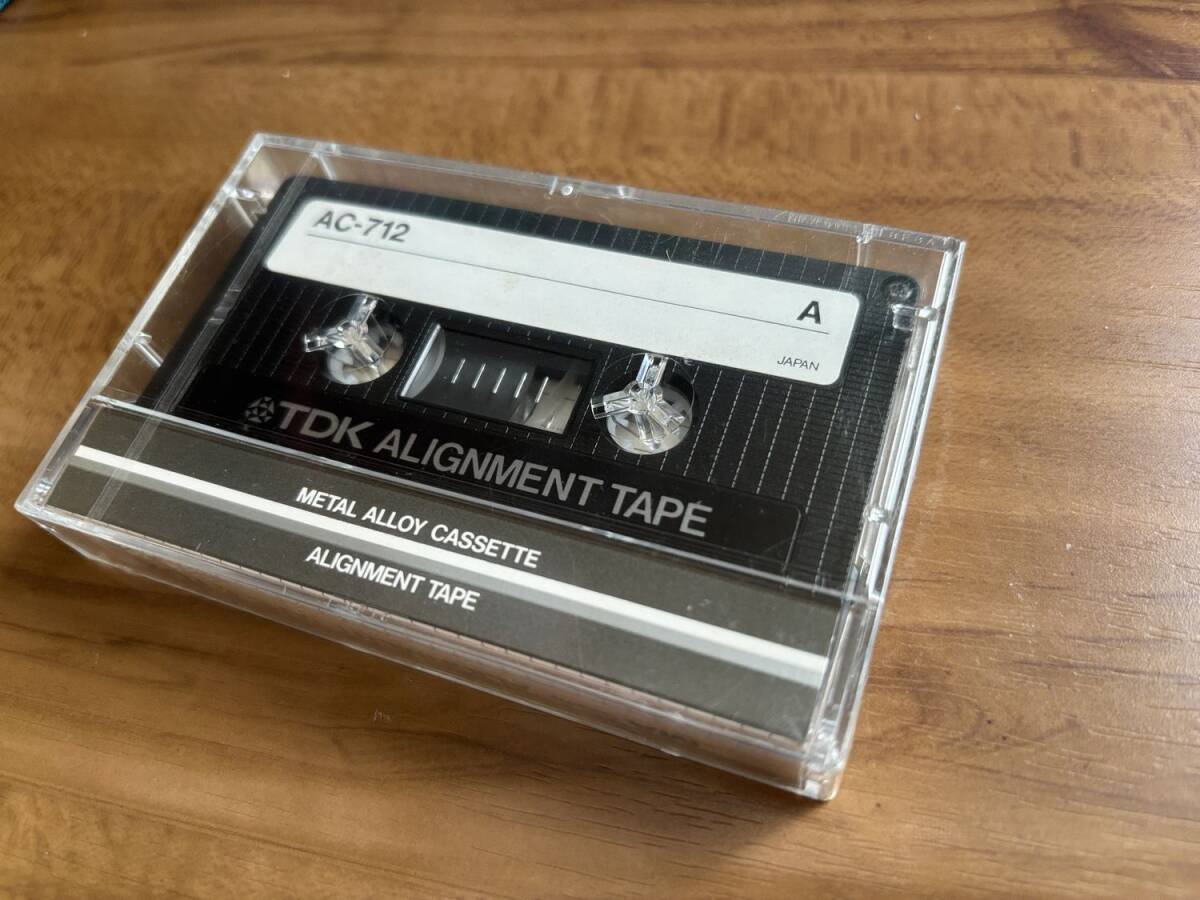 AC-712
A
JAPAN
TDK ALIGNMENT TAPE
METAL ALLOY CASSETTE
ALIGNMENT TAPE